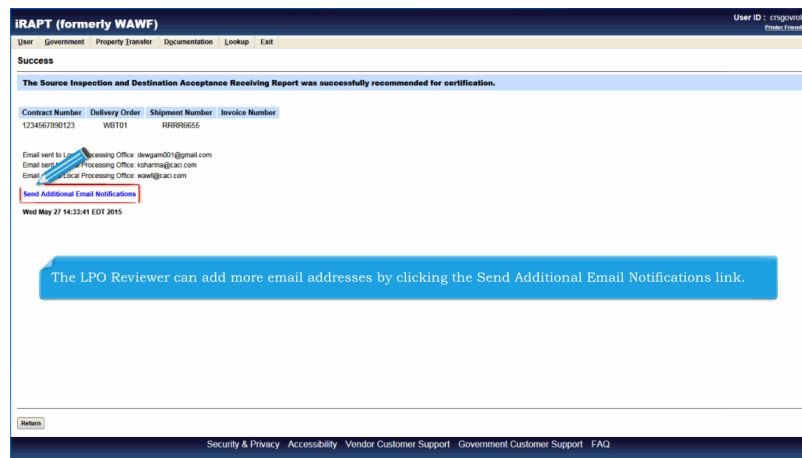 iRAPT (formerly WAWF)
User ID : crsgovrol
Printer Friend
User Government Property Transfer Documentation Lookup Exit
Success
The Source Inspection and Destination Acceptance Receiving Report was successfully recommended for certification.
Contract Number Delivery Order Shipment Number Invoice Number
1234567890123 WBT01 RRRR6655
Email sent to Lo Processing Office: dewgam001@gmail.com
Email sent Processing Office: ksharma@caci.com
Email Local Processing Office: wawf@caci.com
Send Additional Email Notifications
Wed May 27 14:33:41 EDT 2015
The LPO Reviewer can add more email addresses by clicking the Send Additional Email Notifications link.
Return
Security & Privacy Accessibility Vendor Customer Support Government Customer Support FAQ